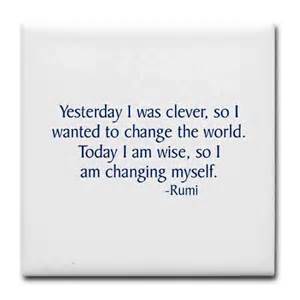 Yesterday I was clever, so I
wanted to change the world.
Today I am wise, so I
am changing myself.
-Rumi